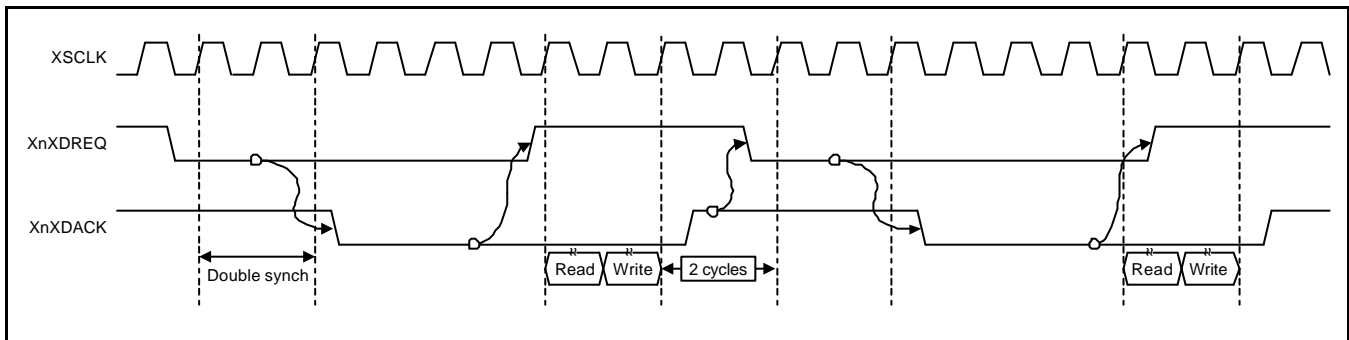 XSCLK
XnXDREQ
XnXDACK
Read Write 2 cycles Read Write
Double synch